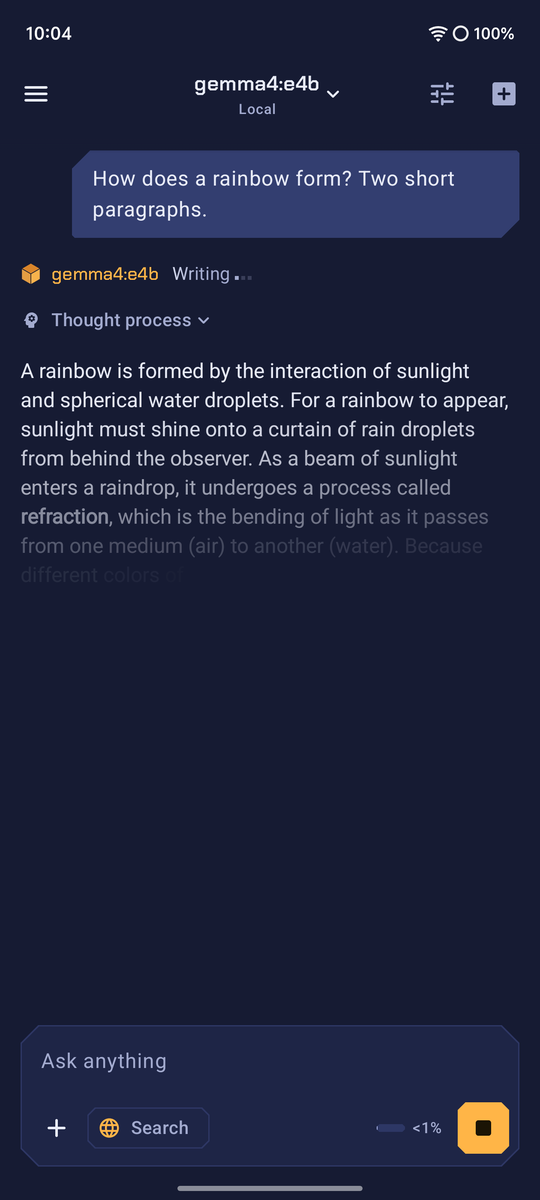 10:04
100%
gemma4:e4b
Local
How does a rainbow form? Two short
paragraphs.
gemma4:e4b Writing
Thought process
A rainbow is formed by the interaction of sunlight
and spherical water droplets. For a rainbow to appear,
sunlight must shine onto a curtain of rain droplets
from behind the observer. As a beam of sunlight
enters a raindrop, it undergoes a process called
refraction, which is the bending of light as it passes
from one medium (air) to another (water). Because
different colors of
Ask anything
Search
<1%